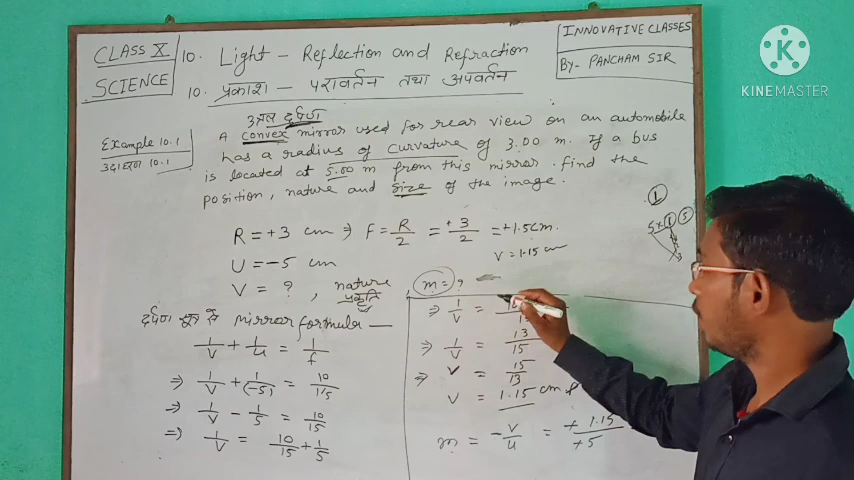 CLASS X
SCIENCE
10. Light - Reflection and Refraction
10. प्रकाश - परावर्तन तथा अपवर्तन
INNOVATIVE CLASSES
By- PANCHAM SIR
KINEMASTER
Example 10.1
उदाहरण 10.1
उत्तल दर्पण
A convex mirror used for rear view on an automobile
has a radius of curvature of 3.00 m. If a bus
is located at 5.00 m from this mirror. find the
position, nature and size of the image.
R = +3 cm ⇒ F = R/2 = +3/2 = +1.5cm.
V = 1.15 cm
U = -5 cm
V = ? , nature , m = ?
प्रकृति
दर्पण सूत्र से mirror formula —
1/V + 1/u = 1/f
⇒ 1/V + 1/(-5) = 10/15
⇒ 1/V - 1/5 = 10/15
⇒ 1/V = 10/15 + 1/5
⇒ 1/V =
⇒ 1/V = 13/15
⇒ V = 15/13
V = 1.15 cm
m = -V/u = +1.15/+5